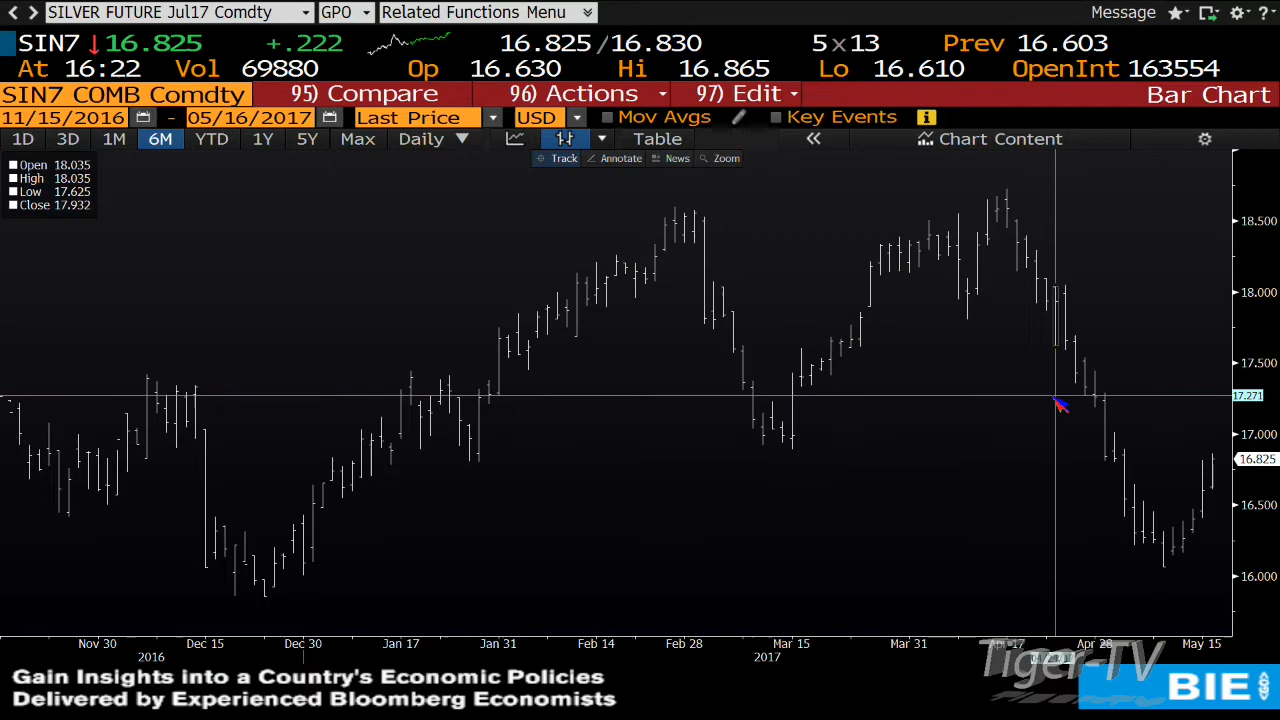 SILVER FUTURE Jul17 Comdty GPO Related Functions Menu Message
SIN7 16.825 +.222 16.825/16.830 5x13 Prev 16.603
At 16:22 Vol 69880 Op 16.630 Hi 16.865 Lo 16.610 OpenInt 163554
SIN7 COMB Comdty 95) Compare 96) Actions 97) Edit Bar Chart
11/15/2016 - 05/16/2017 Last Price USD Mov Avgs Key Events
1D 3D 1M 6M YTD 1Y 5Y Max Daily Table Chart Content
Track Annotate News Zoom
Open 18.035
High 18.035
Low 17.625
Close 17.932
18.500
18.000
17.500
17.271
17.000
16.825
16.500
16.000
Nov 30 Dec 15 Dec 30 Jan 17 Jan 31 Feb 14 Feb 28 Mar 15 Mar 31 Apr 17 Apr 28 May 15
2016 2017
Tiger-TV
Gain Insights into a Country's Economic Policies
Delivered by Experienced Bloomberg Economists
BIE
GO